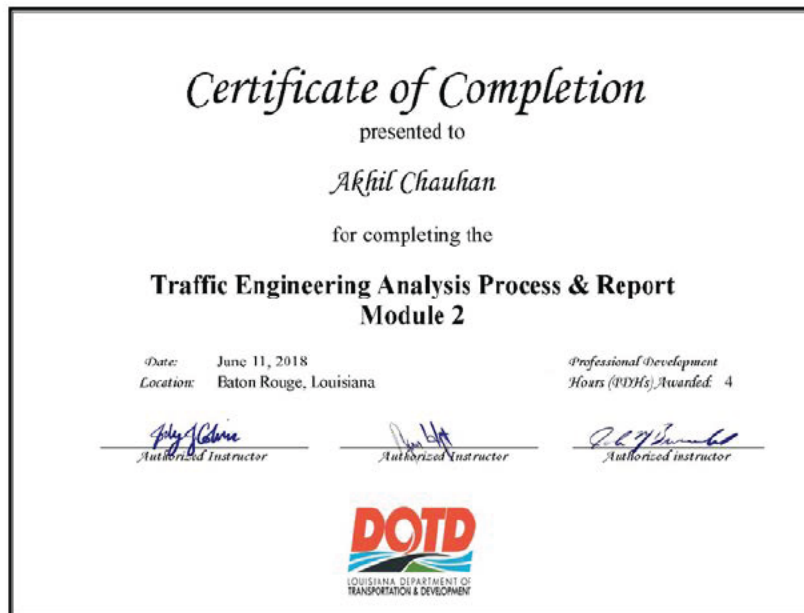 Certificate of Completion
presented to
Akhil Chauhan
for completing the
Traffic Engineering Analysis Process & Report
Module 2
Date: June 11, 2018
Location: Baton Rouge, Louisiana
Professional Development
Hours (PDHs) Awarded: 4
Authorized Instructor
Authorized Instructor
Authorized instructor
DOTD
LOUISIANA DEPARTMENT OF
TRANSPORTATION & DEVELOPMENT